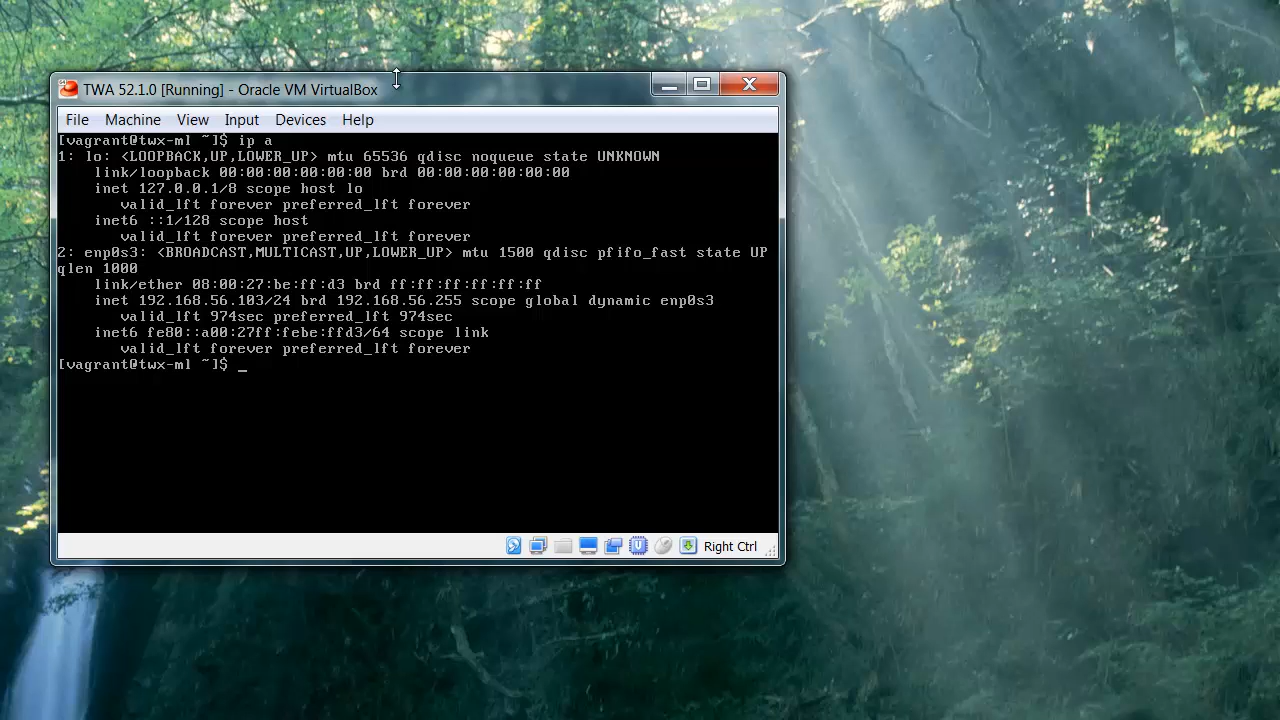 TWA 52.1.0 [Running] - Oracle VM VirtualBox
File Machine View Input Devices Help
[vagrant@twx-ml ~]$ ip a
1: lo: <LOOPBACK,UP,LOWER_UP> mtu 65536 qdisc noqueue state UNKNOWN
link/loopback 00:00:00:00:00:00 brd 00:00:00:00:00:00
inet 127.0.0.1/8 scope host lo
valid_lft forever preferred_lft forever
inet6 ::1/128 scope host
valid_lft forever preferred_lft forever
2: enp0s3: <BROADCAST,MULTICAST,UP,LOWER_UP> mtu 1500 qdisc pfifo_fast state UP
qlen 1000
link/ether 08:00:27:be:ff:d3 brd ff:ff:ff:ff:ff:ff
inet 192.168.56.103/24 brd 192.168.56.255 scope global dynamic enp0s3
valid_lft 974sec preferred_lft 974sec
inet6 fe80::a00:27ff:febe:ffd3/64 scope link
valid_lft forever preferred_lft forever
[vagrant@twx-ml ~]$ _
Right Ctrl